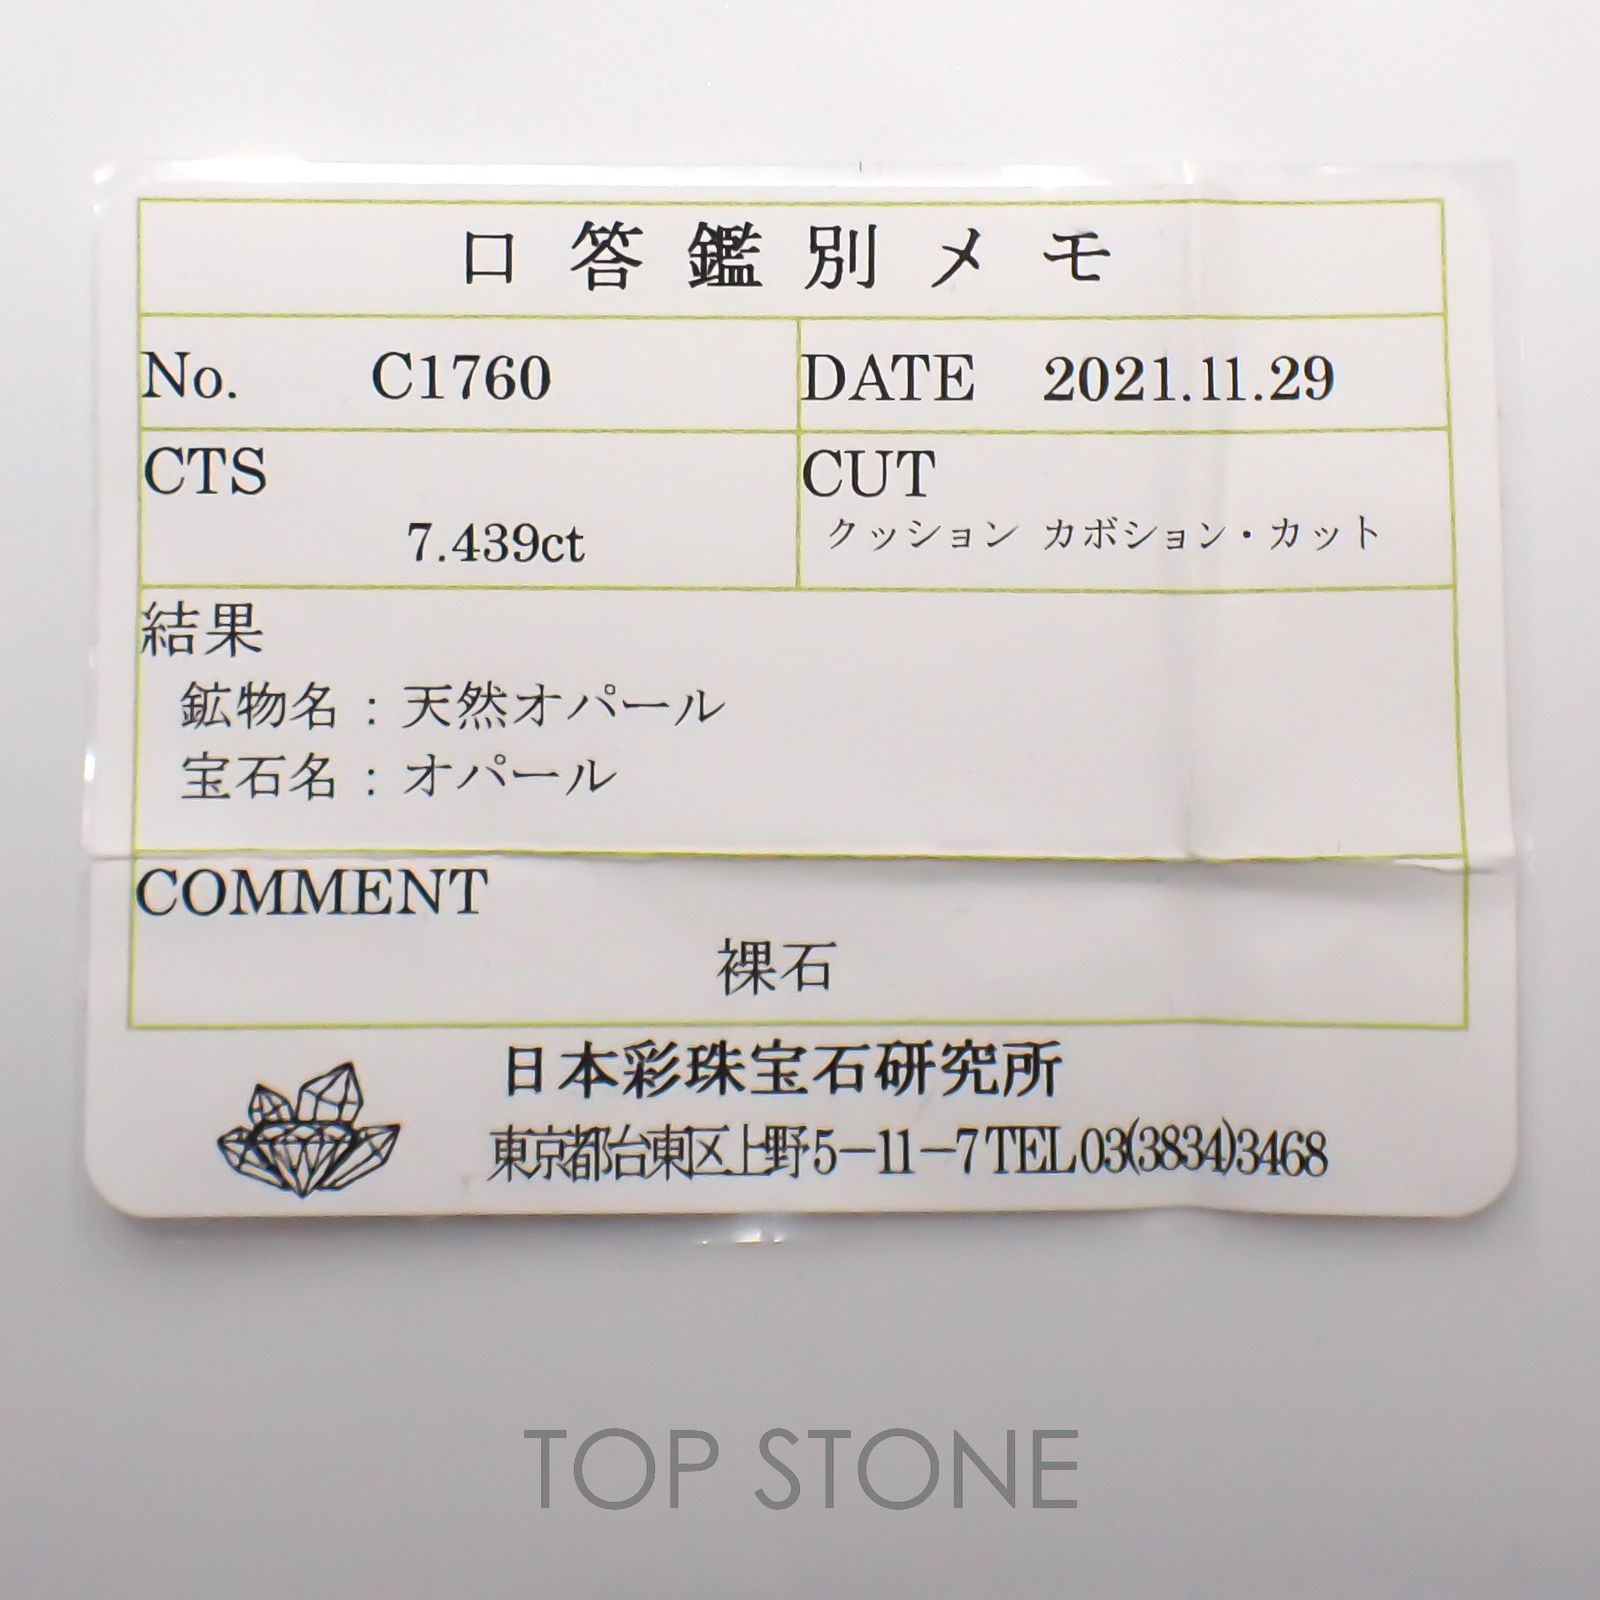 口答鑑別メモ
No. C1760 DATE 2021.11.29
CTS CUT
7.439ct クッション カボション・カット
結果
鉱物名：天然オパール
宝石名：オパール
COMMENT
裸石
日本彩珠宝石研究所
東京都台東区上野5-11-7 TEL 03(3834)3468
TOP STONE